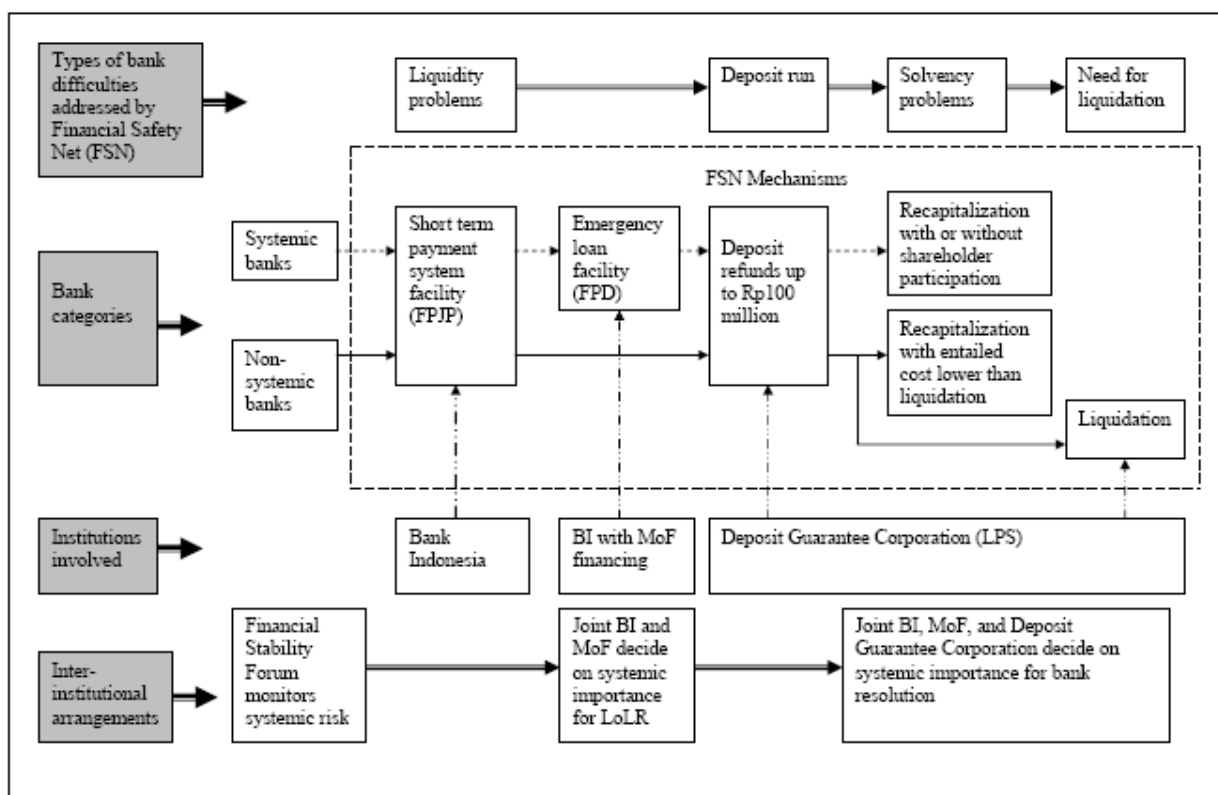 Types of bank
difficulties
addressed by
Financial Safety
Net (FSN)
Liquidity
problems
Deposit run
Solvency
problems
Need for
liquidation
FSN Mechanisms
Bank
categories
Systemic
banks
Non-
systemic
banks
Short term
payment
system
facility
(FPJP)
Emergency
loan
facility
(FPD)
Deposit
refunds up
to Rp100
million
Recapitalization
with or without
shareholder
participation
Recapitalization
with entailed
cost lower than
liquidation
Liquidation
Institutions
involved
Bank
Indonesia
BI with MoF
financing
Deposit Guarantee Corporation (LPS)
Inter-
institutional
arrangements
Financial
Stability
Forum
monitors
systemic risk
Joint BI and
MoF decide
on systemic
importance
for LoLR
Joint BI, MoF, and Deposit
Guarantee Corporation decide on
systemic importance for bank
resolution